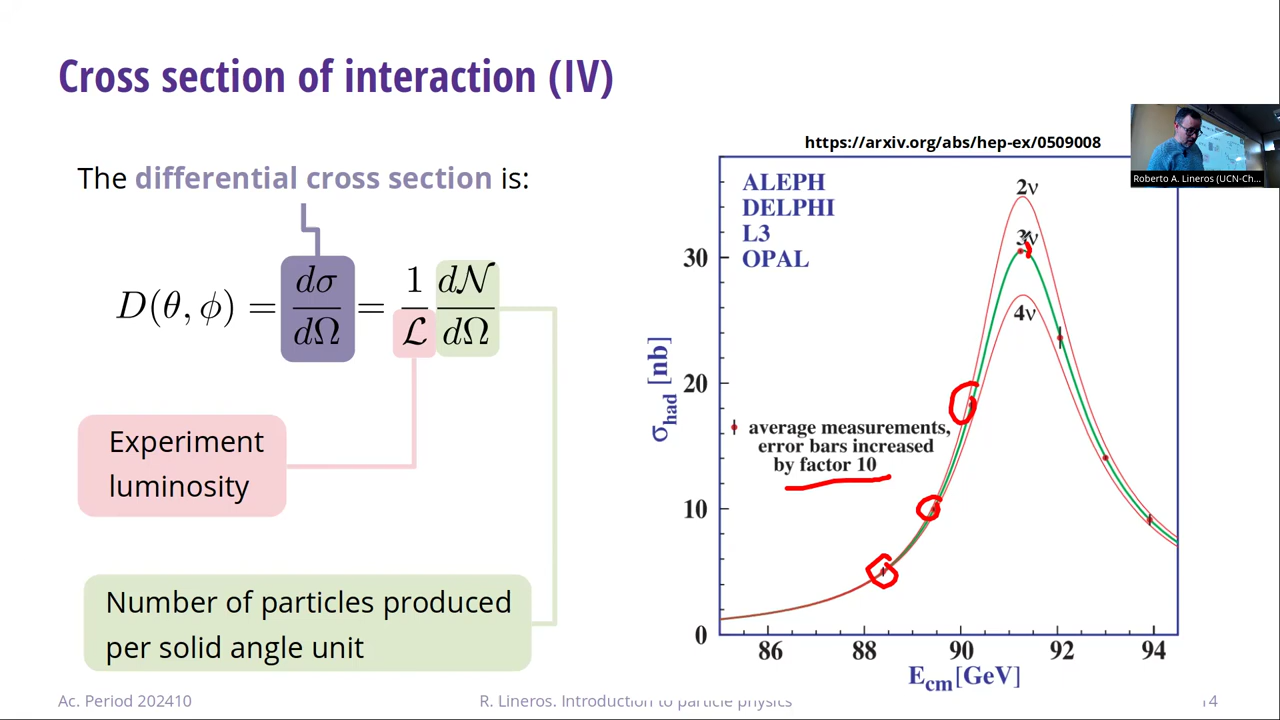 Cross section of interaction (IV)
The differential cross section is:
D(θ, ϕ) = dσ/dΩ = 1/ℒ d𝒩/dΩ
Experiment
luminosity
Number of particles produced
per solid angle unit
https://arxiv.org/abs/hep-ex/0509008
Roberto A. Lineros (UCN-Ch...
ALEPH
DELPHI
L3
OPAL
2ν
3ν
4ν
average measurements,
error bars increased
by factor 10
σhad [nb]
30
20
10
0
86 88 90 92 94
Ecm [GeV]
Ac. Period 202410
R. Lineros. Introduction to particle physics
14